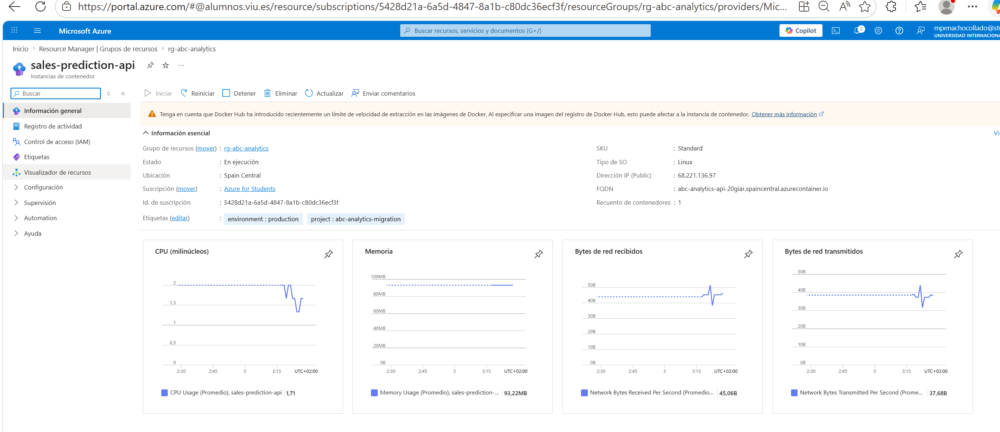 https://portal.azure.com/#@alumnos.viu.es/resource/subscriptions/5428d21a-6a5d-4847-8a1b-c80dc36ecf3f/resourceGroups/rg-abc-analytics/providers/Mic...
Microsoft Azure
Buscar recursos, servicios y documentos (G+/)
Copilot
2
mpenachocollado@st
UNIVERSIDAD INTERNACION
Inicio > Resource Manager | Grupos de recursos > rg-abc-analytics
sales-prediction-api
Instancias de contenedor
Buscar
Iniciar Reiniciar Detener Eliminar Actualizar Enviar comentarios
Información general
Registro de actividad
Control de acceso (IAM)
Etiquetas
Visualizador de recursos
Configuración
Supervisión
Automation
Ayuda
Tenga en cuenta que Docker Hub ha introducido recientemente un límite de velocidad de extracción en las imágenes de Docker. Al especificar una imagen del registro de Docker Hub, esto puede afectar a la instancia de contenedor. Obtener más información
Información esencial
Vi
Grupo de recursos (mover) : rg-abc-analytics
Estado : En ejecución
Ubicación : Spain Central
Suscripción (mover) : Azure for Students
Id. de suscripción : 5428d21a-6a5d-4847-8a1b-c80dc36ecf3f
Etiquetas (editar) : environment : production project : abc-analytics-migration
SKU : Standard
Tipo de SO : Linux
Dirección IP (Public) : 68.221.136.97
FQDN : abc-analytics-api-20giar.spaincentral.azurecontainer.io
Recuento de contenedores : 1
CPU (milinúcleos)
2
1,5
1
0,5
0
2:30 2:45 3 3:15 UTC+02:00
CPU Usage (Promedio), sales-prediction-api 1,71
Memoria
100MB
80MB
60MB
40MB
20MB
0B
2:30 2:45 3 3:15 UTC+02:00
Memory Usage (Promedio), sales-prediction-... 93,22MB
Bytes de red recibidos
50B
40B
30B
20B
10B
0B
2:30 2:45 3 3:15 UTC+02:00
Network Bytes Received Per Second (Promedio... 45,06B
Bytes de red transmitidos
50B
40B
30B
20B
10B
0B
2:30 2:45 3 3:15 UTC+02:00
Network Bytes Transmitted Per Second (Prome... 37,68B